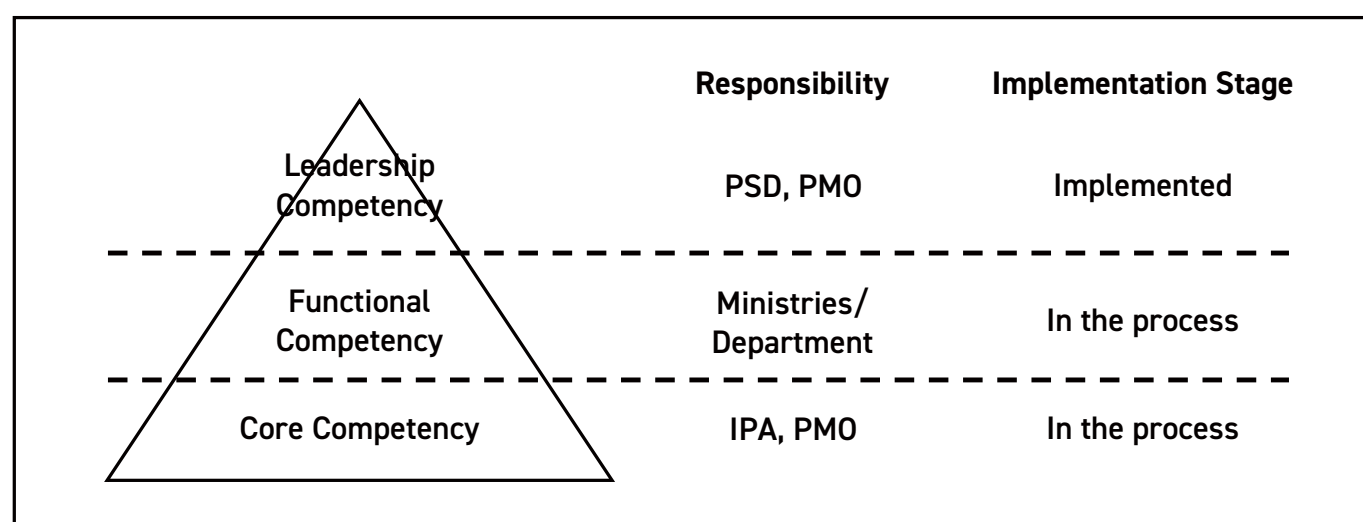 Responsibility
Implementation Stage
Leadership
Competency
PSD, PMO
Implemented
Functional
Competency
Ministries/
Department
In the process
Core Competency
IPA, PMO
In the process